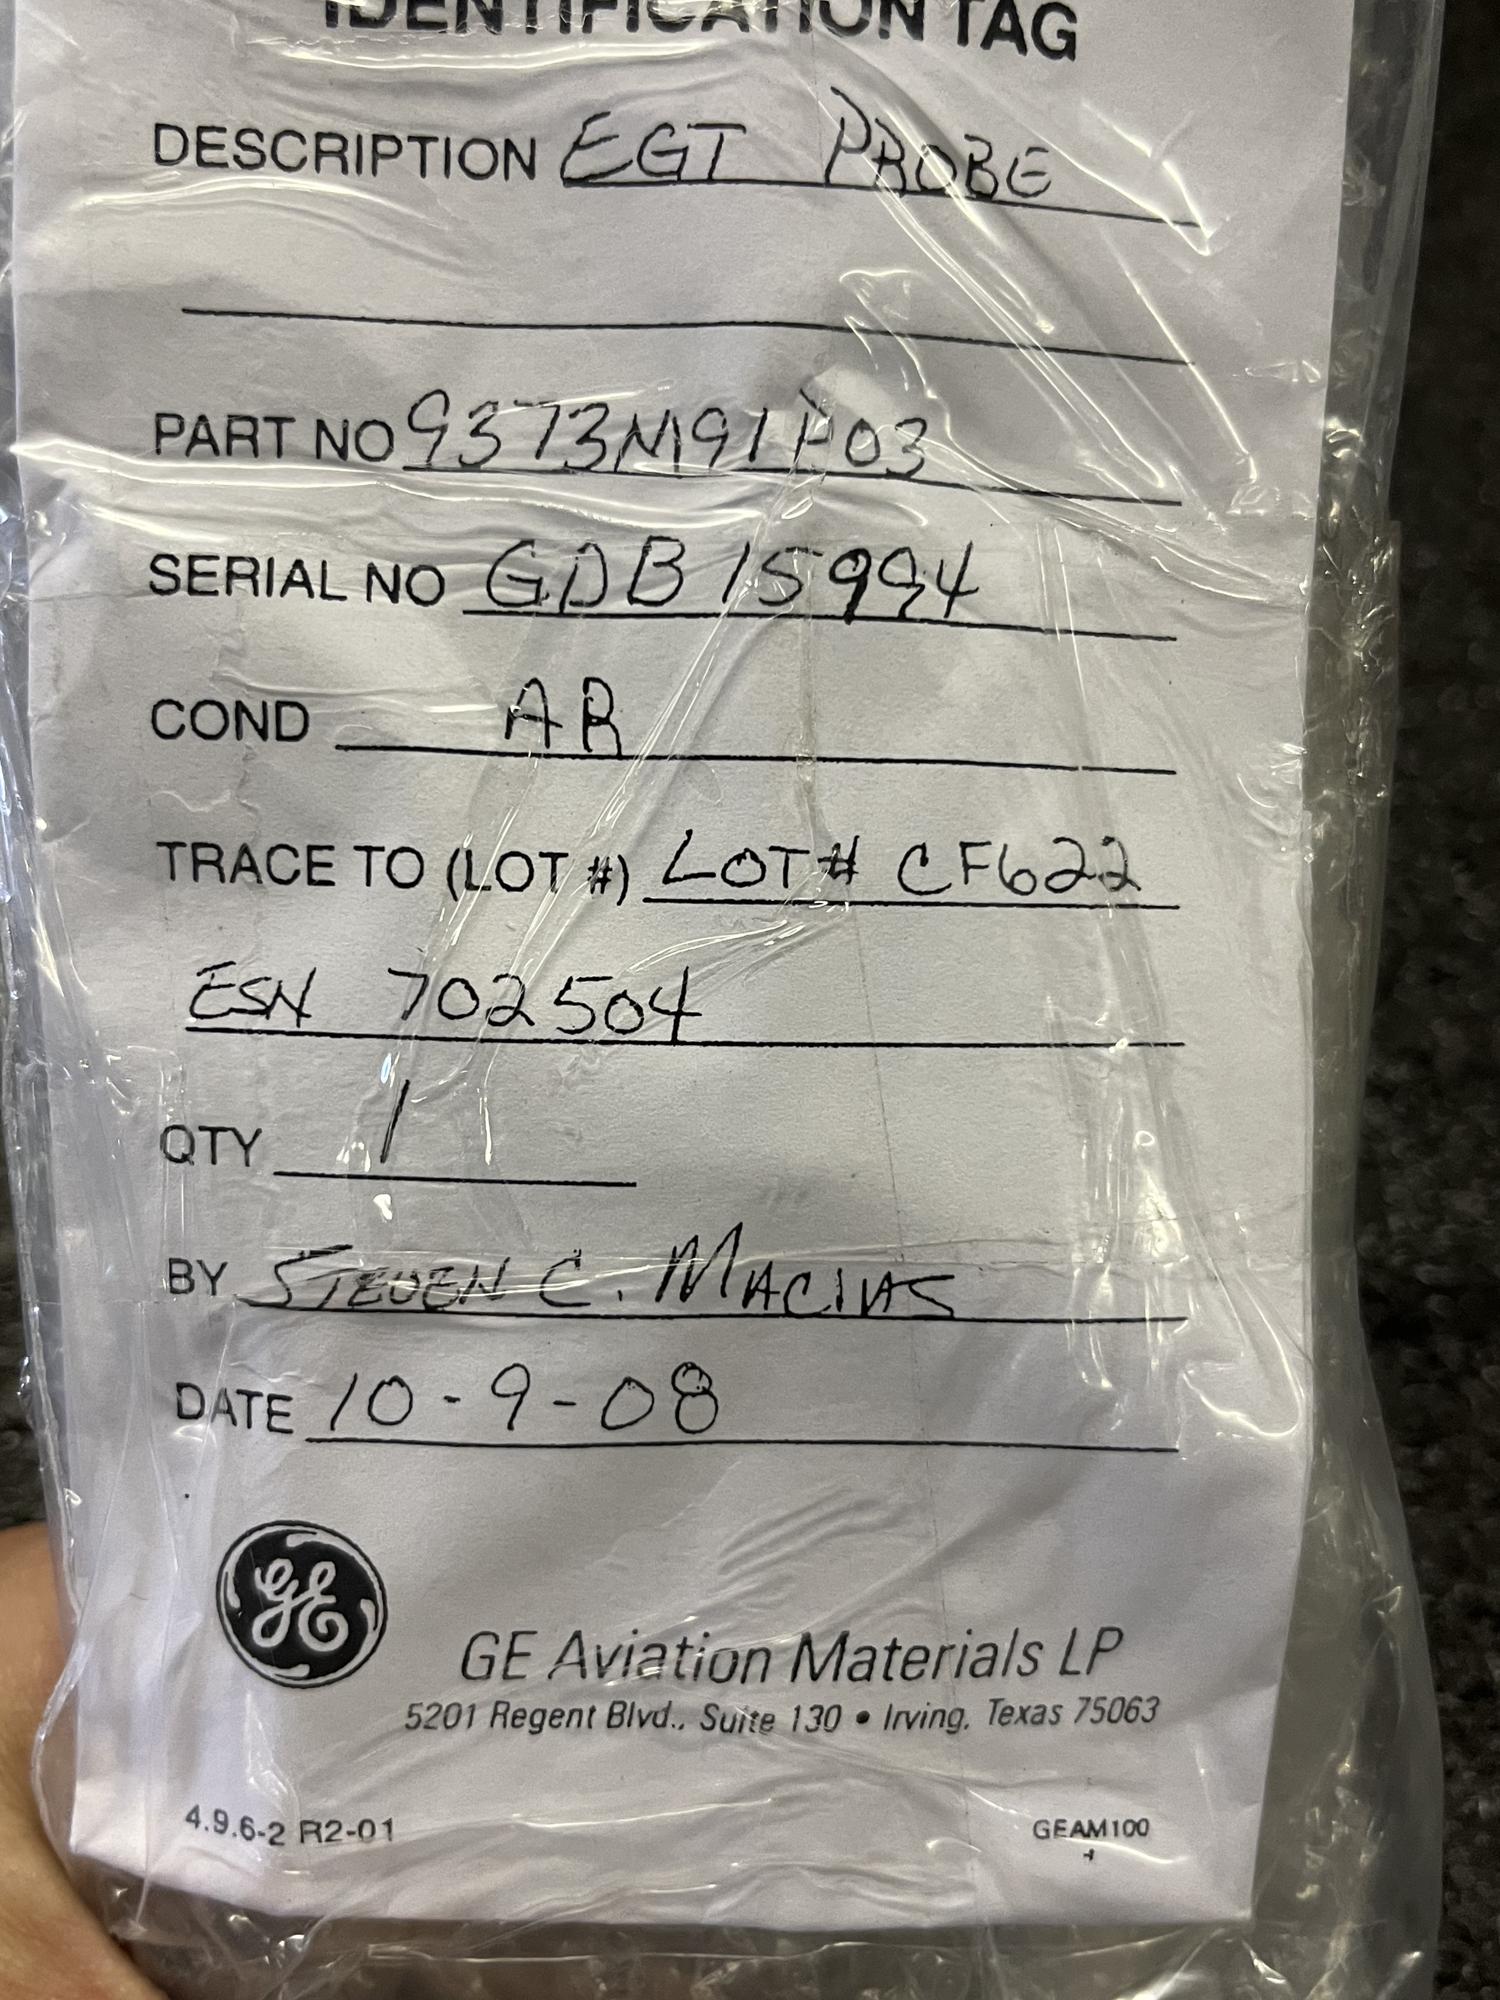 IDENTIFICATION TAG
DESCRIPTION EGT PROBE
PART NO 9373M91P03
SERIAL NO GDB15994
COND AR
TRACE TO (LOT #) LOT# CF622
ESN 702504
QTY 1
BY STEVEN C. MACIAS
DATE 10-9-08
GE
GE Aviation Materials LP
5201 Regent Blvd., Suite 130 • Irving, Texas 75063
4.9.6-2 R2-01
GEAM100